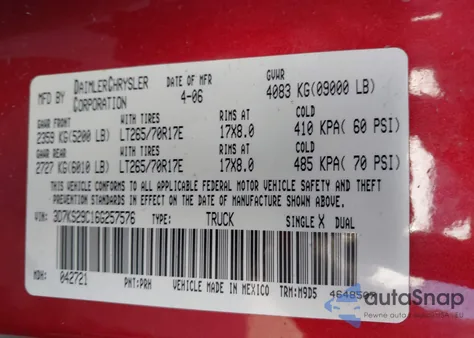 MFD BY DAIMLERCHRYSLER CORPORATION DATE OF MFR 4-06 GVWR 4083 KG(09000 LB)
GAWR FRONT WITH TIRES RIMS AT COLD
2359 KG(5200 LB) LT265/70R17E 17X8.0 410 KPA( 60 PSI)
GAWR REAR WITH TIRES RIMS AT COLD
2727 KG(6010 LB) LT265/70R17E 17X8.0 485 KPA( 70 PSI)
THIS VEHICLE CONFORMS TO ALL APPLICABLE FEDERAL MOTOR VEHICLE SAFETY AND THEFT
PREVENTION STANDARDS IN EFFECT ON THE DATE OF MANUFACTURE SHOWN ABOVE
VIN: 3D7KS29C16G257576 TYPE: TRUCK SINGLE X DUAL
MDH: 042721 PNT:PRH VEHICLE MADE IN MEXICO TRM:M9D5
autoSnap